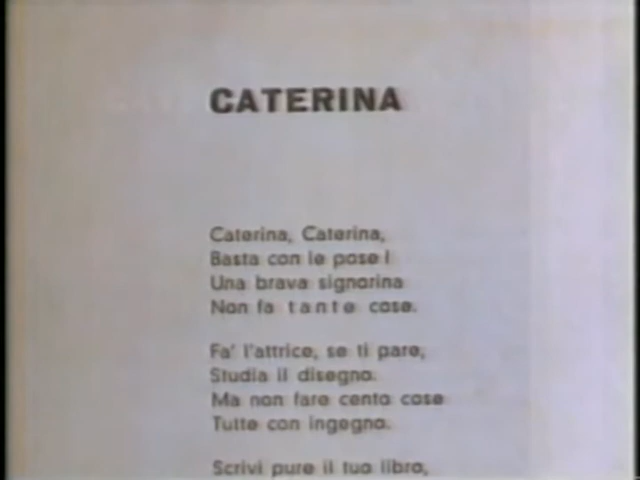 CATERINA
Caterina, Caterina,
Basta con le pose!
Una brava signorina
Non fa tante cose.
Fa' l'attrice, se ti pare,
Studia il disegno.
Ma non fare cento cose
Tutte con ingegno.
Scrivi pure il tuo libro,